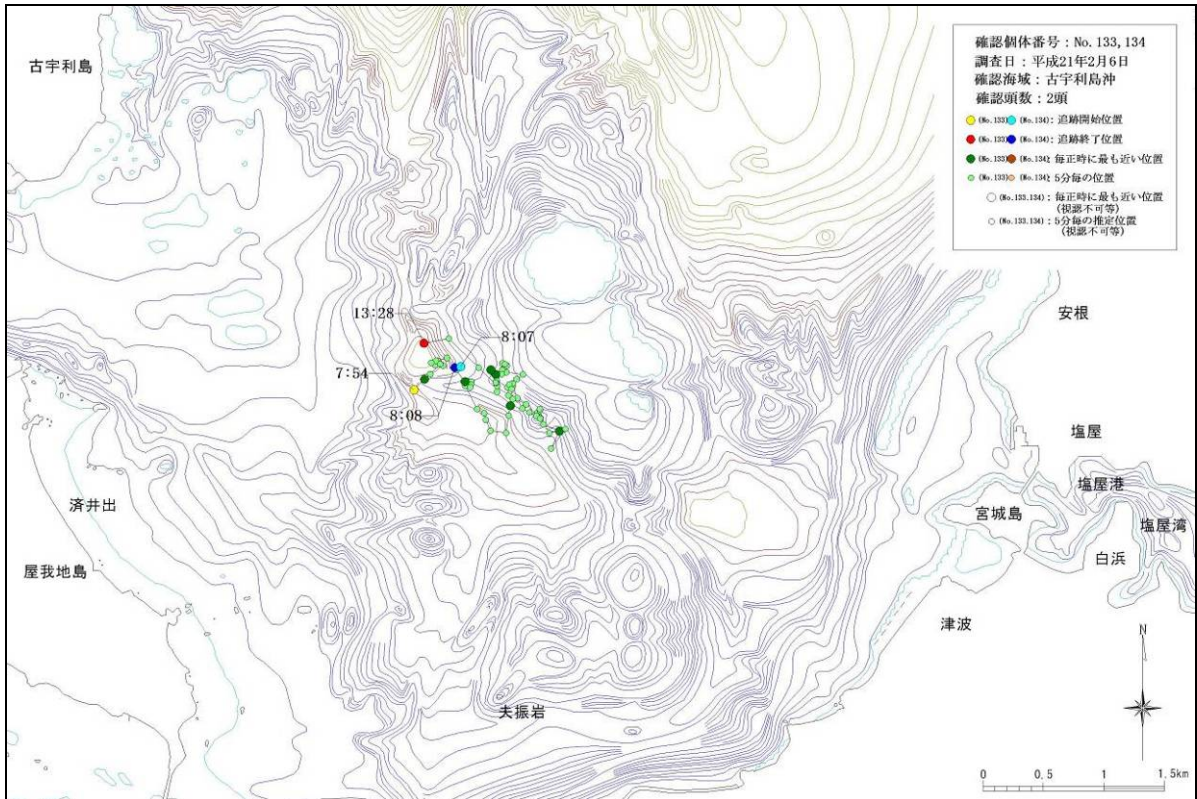 古宇利島
確認個体番号：No.133,134
調査日：平成21年2月6日
確認海域：古宇利島沖
確認頭数：2頭
(No.133) (No.134)：追跡開始位置
(No.133) (No.134)：追跡終了位置
(No.133) (No.134)：毎正時に最も近い位置
(No.133) (No.134)：5分毎の位置
(No.133.134)：毎正時に最も近い位置
(視認不可等)
(No.133.134)：5分毎の推定位置
(視認不可等)
安根
13:28
8:07
7:54
8:08
塩屋
塩屋港
済井出
宮城島
塩屋湾
白浜
屋我地島
津波
N
夫振岩
0 0.5 1 1.5km